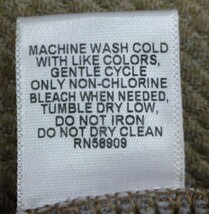 MACHINE WASH COLD
WITH LIKE COLORS,
GENTLE CYCLE
ONLY NON-CHLORINE
BLEACH WHEN NEEDED,
TUMBLE DRY LOW,
DO NOT IRON
DO NOT DRY CLEAN
RN58909